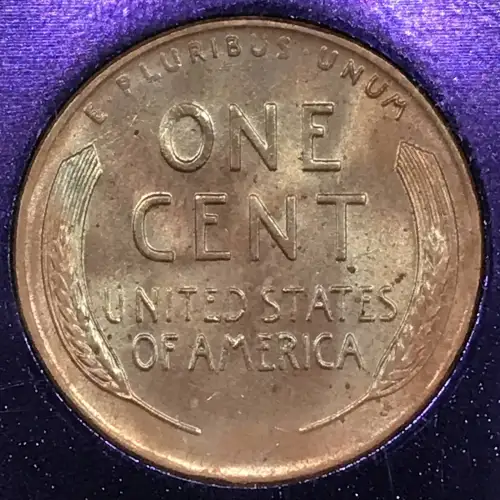 E PLURIBUS UNUM
ONE
CENT
UNITED STATES
OF AMERICA